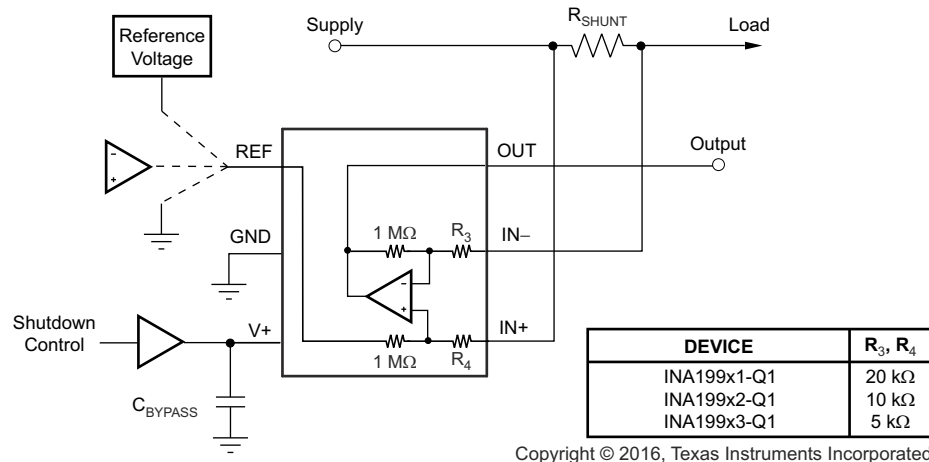 Supply
R_SHUNT
Load
Reference
Voltage
REF
OUT
Output
GND
1 MΩ
R3
IN−
−
+
−
+
Shutdown
Control
V+
1 MΩ
R4
IN+
C_BYPASS
DEVICE R3, R4
INA199x1-Q1 20 kΩ
INA199x2-Q1 10 kΩ
INA199x3-Q1 5 kΩ
Copyright © 2016, Texas Instruments Incorporated